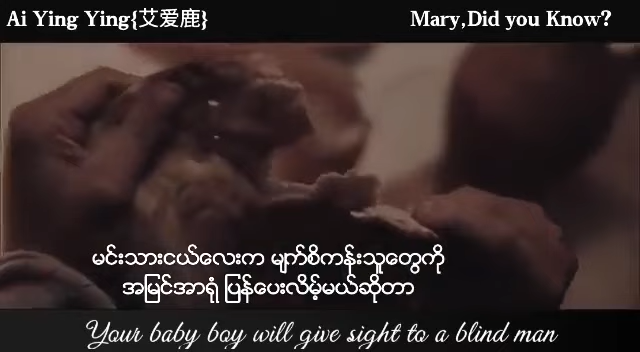 Ai Ying Ying{艾爱鹿}
Mary,Did you Know?
မင်းသားငယ်လေးက မျက်စိကန်းသူတွေကို
အမြင်အာရုံ ပြန်ပေးလိမ့်မယ်ဆိုတာ
Your baby boy will give sight to a blind man